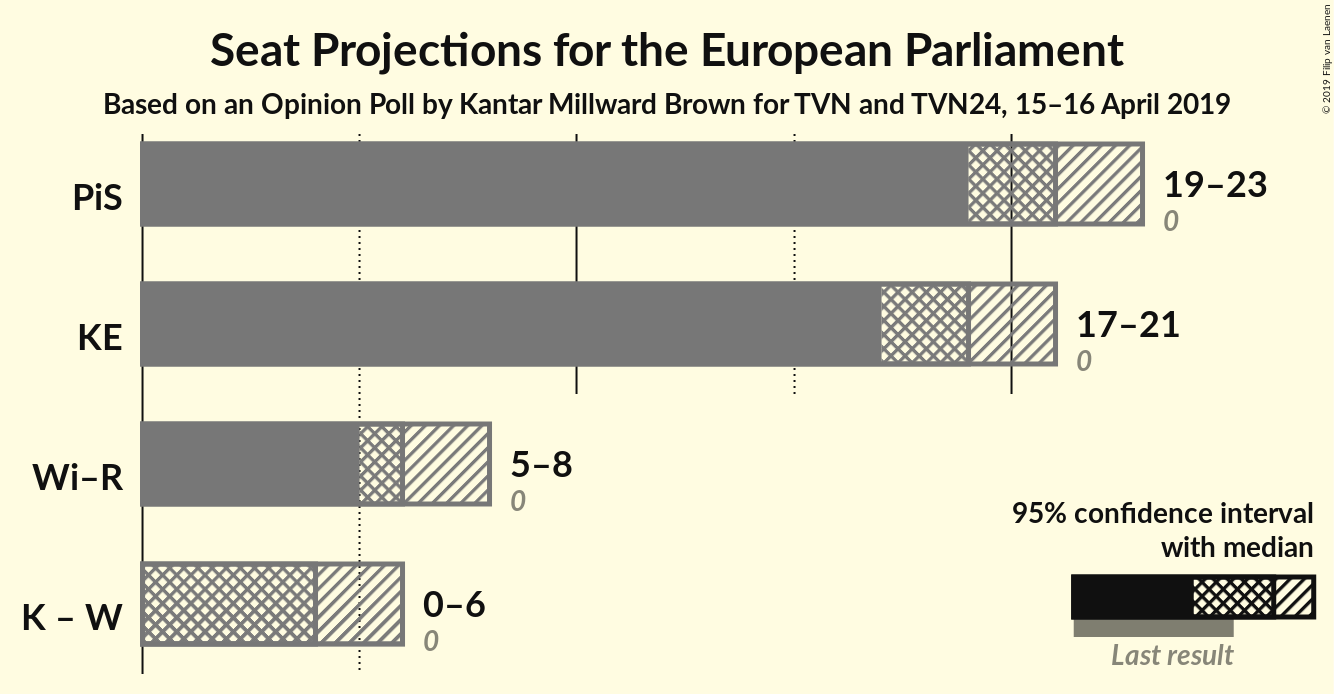 Seat Projections for the European Parliament
Based on an Opinion Poll by Kantar Millward Brown for TVN and TVN24, 15–16 April 2019
© 2019 Filip van Laenen
PiS
19–23
0
KE
17–21
0
Wi–R
5–8
0
K – W
0–6
0
95% confidence interval
with median
Last result